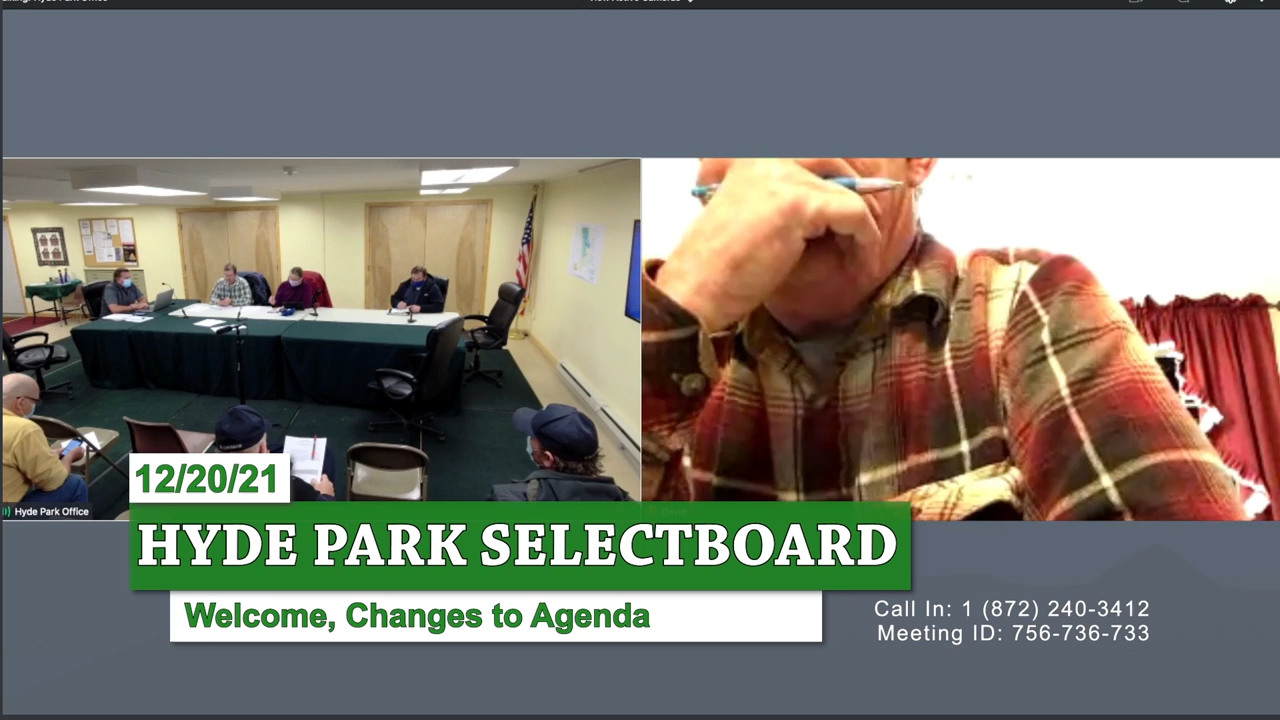 Hyde Park Office
12/20/21
HYDE PARK SELECTBOARD
Welcome, Changes to Agenda
Call In: 1 (872) 240-3412
Meeting ID: 756-736-733